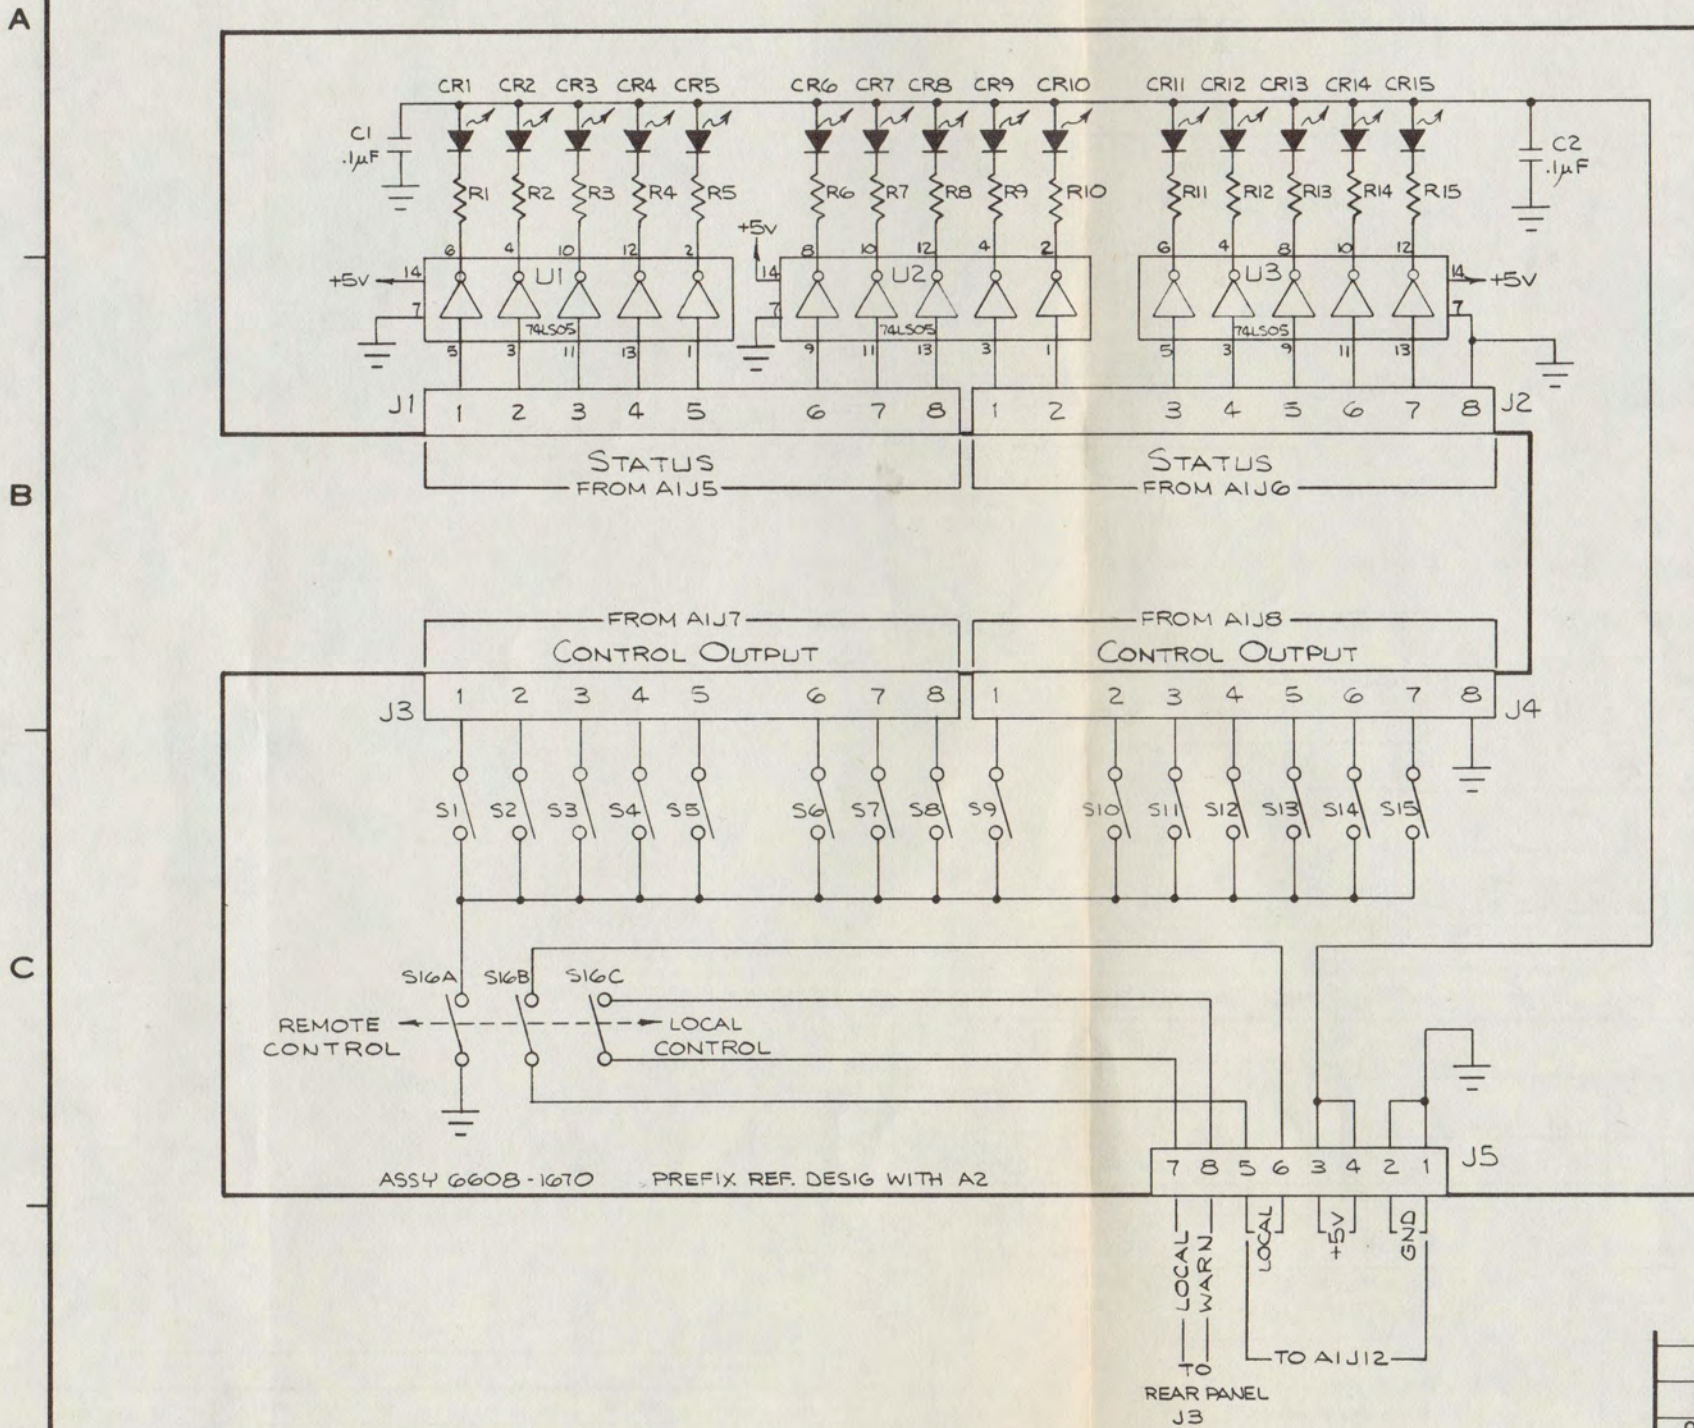 A
CR1 CR2 CR3 CR4 CR5 CR6 CR7 CR8 CR9 CR10 CR11 CR12 CR13 CR14 CR15
C1
.1µF
C2
.1µF
R1 R2 R3 R4 R5 R6 R7 R8 R9 R10 R11 R12 R13 R14 R15
+5V
6 4 10 12 2 8 10 12 4 2 6 4 8 10 12
+5V 14 U1 14 U2 U3 14 +5V
7 7 7
74LS05 74LS05 74LS05
5 3 11 13 1 9 11 13 3 1 5 3 9 11 13
J1 1 2 3 4 5 6 7 8 1 2 3 4 5 6 7 8 J2
STATUS STATUS
B
FROM A1J5 FROM A1J6
FROM A1J7 FROM A1J8
CONTROL OUTPUT CONTROL OUTPUT
J3 1 2 3 4 5 6 7 8 1 2 3 4 5 6 7 8 J4
S1 S2 S3 S4 S5 S6 S7 S8 S9 S10 S11 S12 S13 S14 S15
C
S16A S16B S16C
REMOTE
CONTROL
LOCAL
CONTROL
7 8 5 6 3 4 2 1 J5
ASSY 6608-1670 PREFIX REF. DESIG WITH A2
LOCAL
WARN
LOCAL
+5V
GND
TO A1J12
TO
REAR PANEL
J3